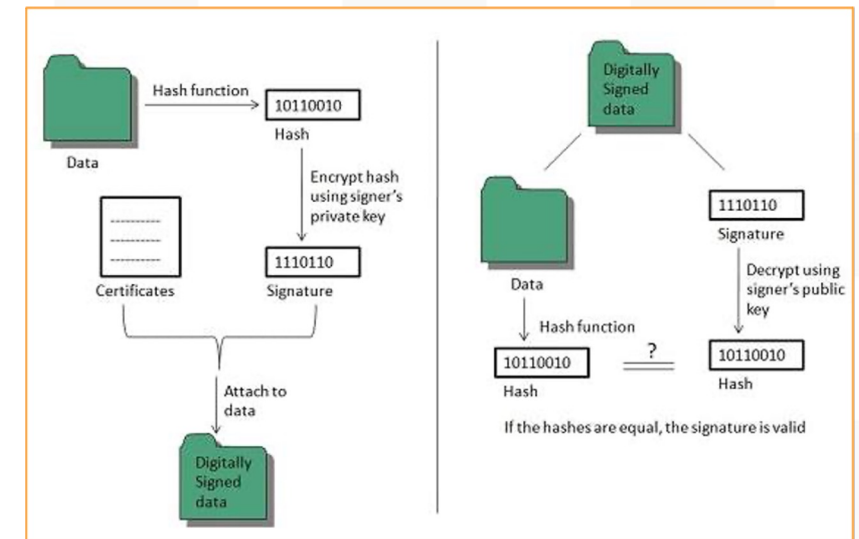 Hash function
10110010
Hash
Data
Encrypt hash
using signer's
private key
Certificates
1110110
Signature
Attach to
data
Digitally
Signed
data
Digitally
Signed
data
Data
Hash function
10110010
Hash
?
1110110
Signature
Decrypt using
signer's public
key
10110010
Hash
If the hashes are equal, the signature is valid